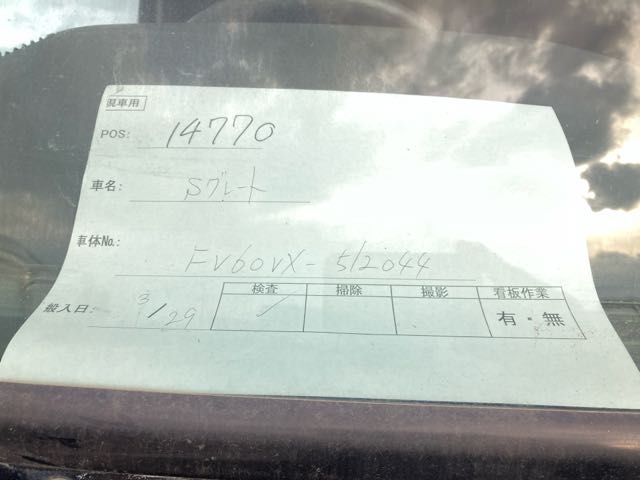 現車用
POS: 14770
車名: Sグレート
車体No.: FV60VX-512044
搬入日: 3/29
検査 掃除 撮影 看板作業
有・無